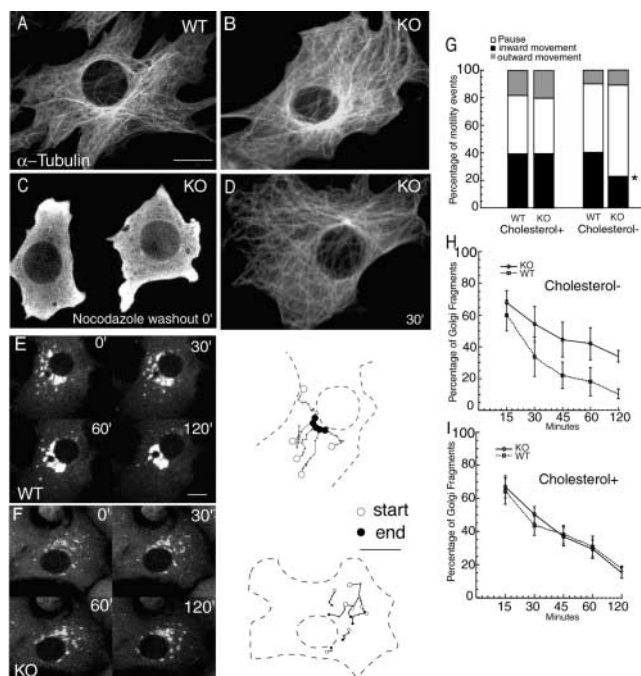 A
WT
α-Tubulin
B
KO
C
KO
Nocodazole washout 0'
D
KO
30'
E
0'
30'
60'
120'
WT
F
0'
30'
60'
120'
KO
start
end
G
Pause
inward movement
outward movement
Percentage of motility events
100
80
60
40
20
0
*
WT KO WT KO
Cholesterol+ Cholesterol-
H
KO
WT
Cholesterol-
Percentage of Golgi Fragments
100
80
60
40
20
0
15 30 45 60 120
Minutes
I
KO
WT
Cholesterol+
Percentage of Golgi Fragments
100
80
60
40
20
0
15 30 45 60 120
Minutes